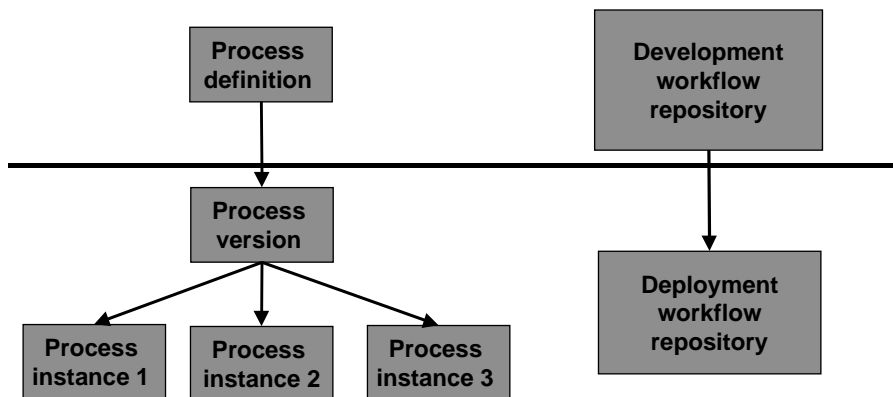 Process
definition
Development
workflow
repository
Process
version
Deployment
workflow
repository
Process
instance 1
Process
instance 2
Process
instance 3